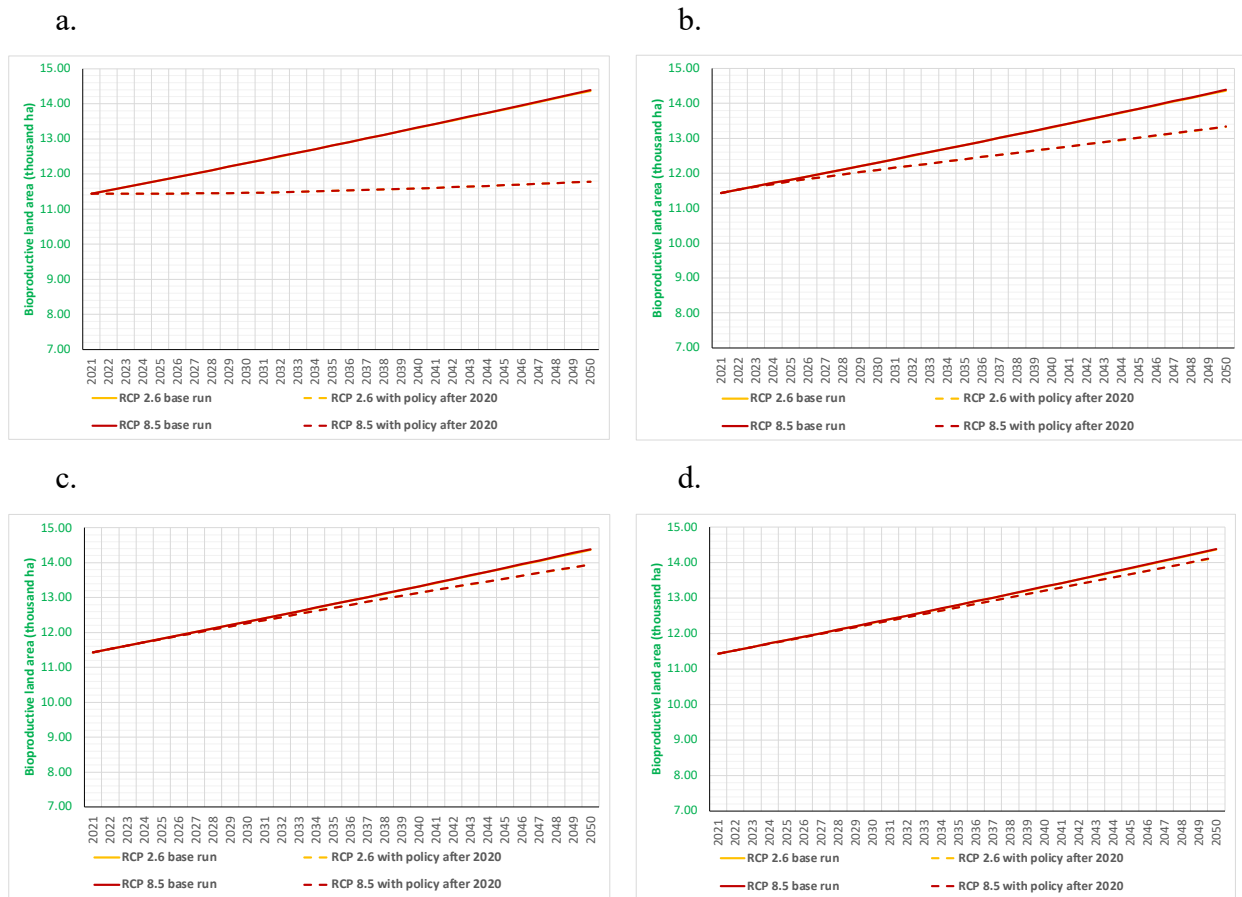 a.
Bioproductive land area (thousand ha)
15.00
14.00
13.00
12.00
11.00
10.00
9.00
8.00
7.00
2021 2022 2023 2024 2025 2026 2027 2028 2029 2030 2031 2032 2033 2034 2035 2036 2037 2038 2039 2040 2041 2042 2043 2044 2045 2046 2047 2048 2049 2050
RCP 2.6 base run RCP 2.6 with policy after 2020
RCP 8.5 base run RCP 8.5 with policy after 2020
b.
Bioproductive land area (thousand ha)
15.00
14.00
13.00
12.00
11.00
10.00
9.00
8.00
7.00
2021 2022 2023 2024 2025 2026 2027 2028 2029 2030 2031 2032 2033 2034 2035 2036 2037 2038 2039 2040 2041 2042 2043 2044 2045 2046 2047 2048 2049 2050
RCP 2.6 base run RCP 2.6 with policy after 2020
RCP 8.5 base run RCP 8.5 with policy after 2020
c.
Bioproductive land area (thousand ha)
15.00
14.00
13.00
12.00
11.00
10.00
9.00
8.00
7.00
2021 2022 2023 2024 2025 2026 2027 2028 2029 2030 2031 2032 2033 2034 2035 2036 2037 2038 2039 2040 2041 2042 2043 2044 2045 2046 2047 2048 2049 2050
RCP 2.6 base run RCP 2.6 with policy after 2020
RCP 8.5 base run RCP 8.5 with policy after 2020
d.
Bioproductive land area (thousand ha)
15.00
14.00
13.00
12.00
11.00
10.00
9.00
8.00
7.00
2021 2022 2023 2024 2025 2026 2027 2028 2029 2030 2031 2032 2033 2034 2035 2036 2037 2038 2039 2040 2041 2042 2043 2044 2045 2046 2047 2048 2049 2050
RCP 2.6 base run RCP 2.6 with policy after 2020
RCP 8.5 base run RCP 8.5 with policy after 2020